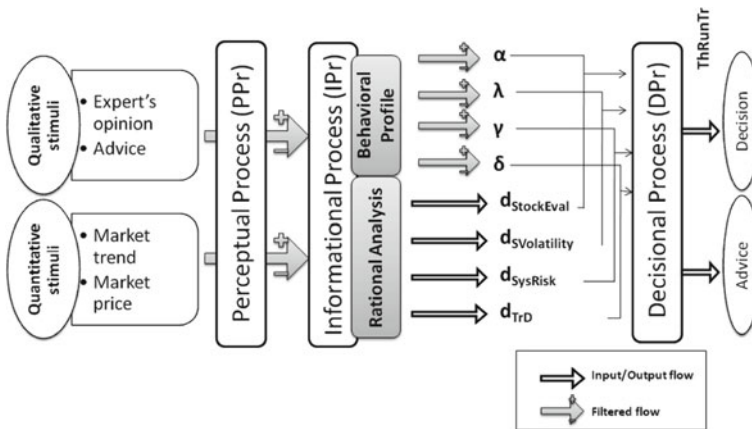 Qualitative stimuli
• Expert's opinion
• Advice
Quantitative stimuli
• Market trend
• Market price
Perceptual Process (PPr)
Informational Process (IPr)
Behavioral Profile
Rational Analysis
α
λ
γ
δ
dStockEval
dSVolatility
dSysRisk
dTrD
Decisional Process (DPr)
ThRunTr
Decision
Advice
Input/Output flow
Filtered flow